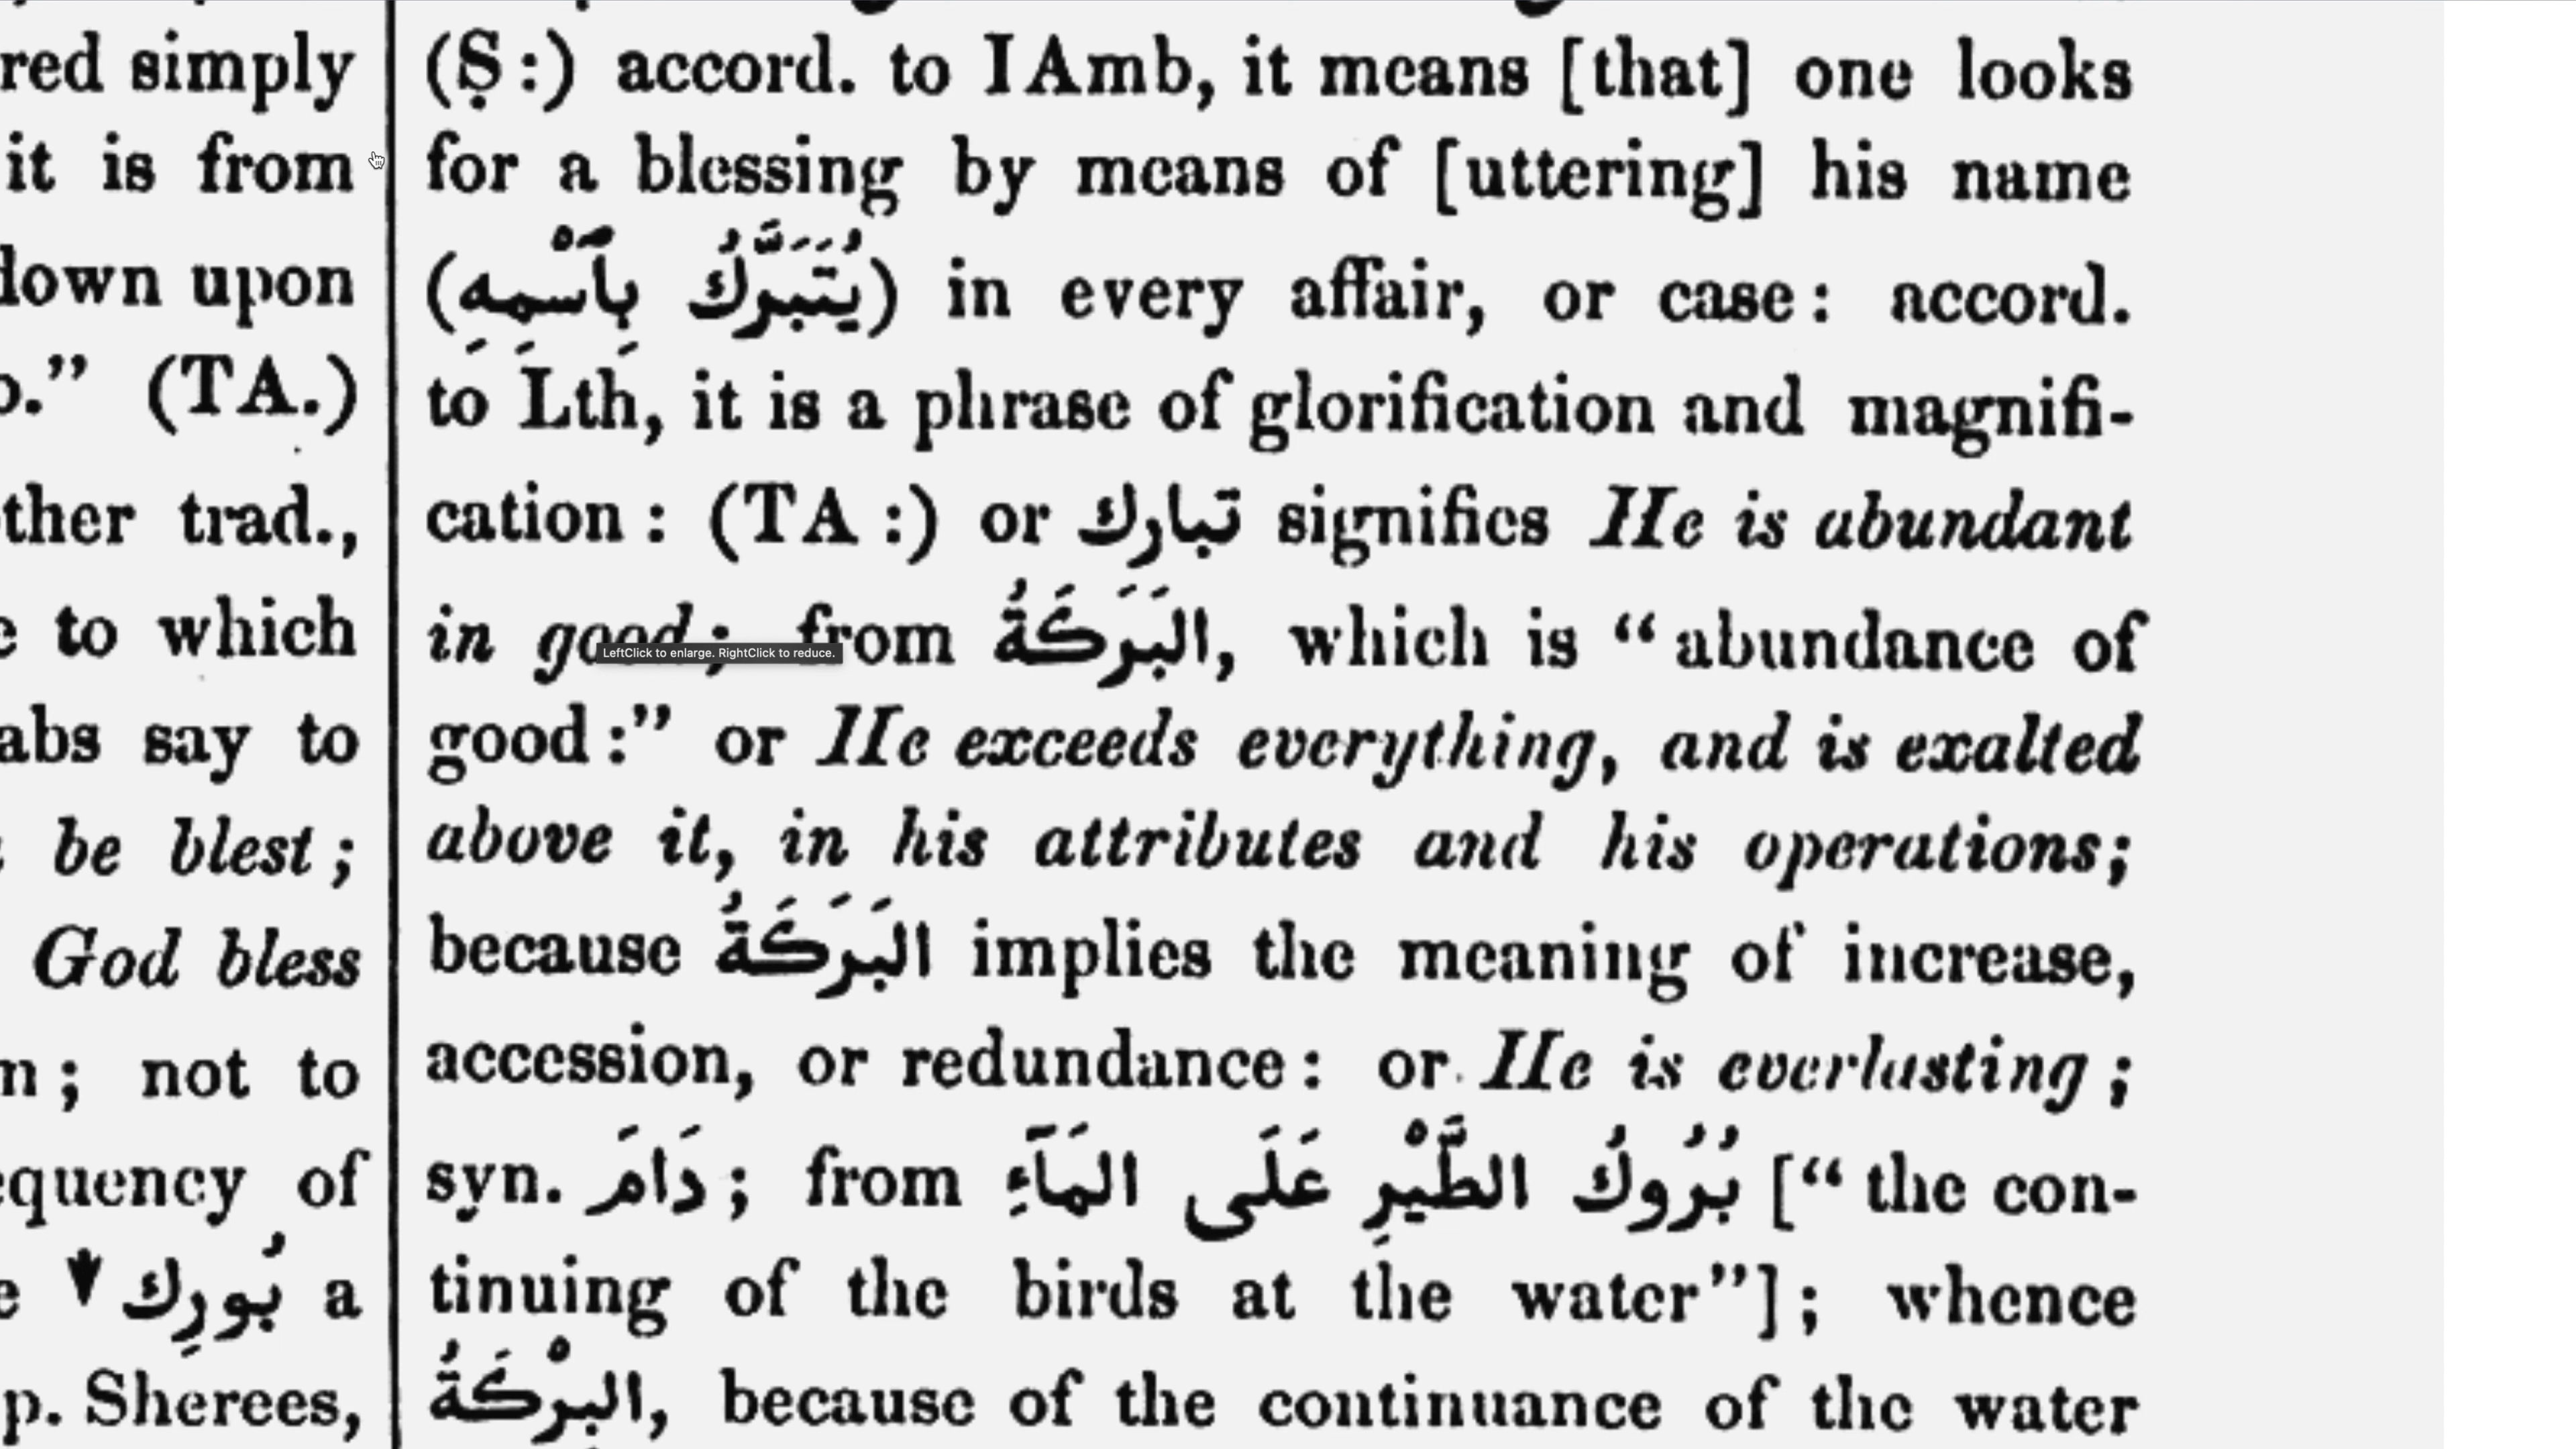 red simply
it is from
down upon
o.” (TA.)
ther trad.,
e to which
abs say to
be blest ;
God bless
n ; not to
equency of
e ▼ بُورِك a
p. Sherees,
(Ṣ :) accord. to IAmb, it means [that] one looks
for a blessing by means of [uttering] his name
(يُتَبَرَّكُ بِٱسْمِهِ) in every affair, or case : accord.
to Lth, it is a phrase of glorification and magnifi-
cation : (TA :) or تبارك signifies He is abundant
in good ; from البَرَكَةُ, which is “ abundance of
good :” or He exceeds everything, and is exalted
above it, in his attributes and his operations;
because البَرَكَةُ implies the meaning of increase,
accession, or redundance : or He is everlasting ;
syn. دَامَ ; from بُرُوكُ الطَّيْرِ عَلَى المَآءِ [“ the con-
tinuing of the birds at the water”] ; whence
البِرْكَةُ, because of the continuance of the water
LeftClick to enlarge. RightClick to reduce.